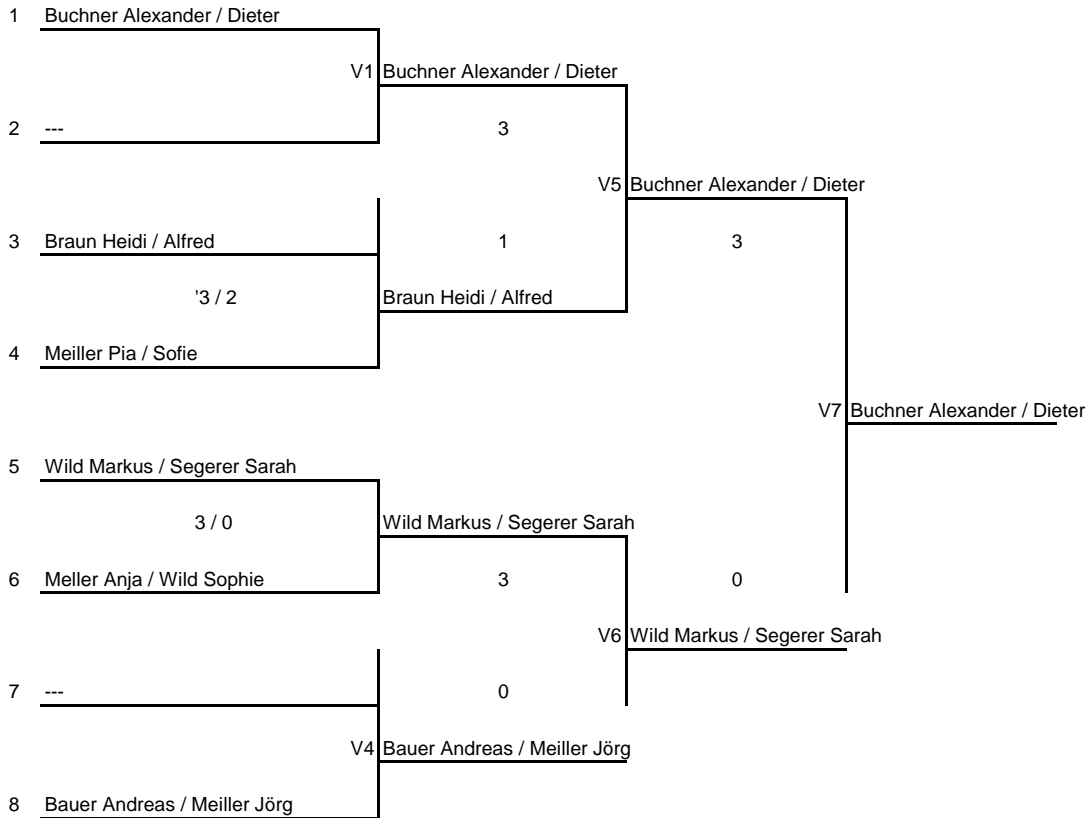 1 Buchner Alexander / Dieter
V1 Buchner Alexander / Dieter
2 --- 3
V5 Buchner Alexander / Dieter
3 Braun Heidi / Alfred 1 3
'3 / 2 Braun Heidi / Alfred
4 Meiller Pia / Sofie
V7 Buchner Alexander / Dieter
5 Wild Markus / Segerer Sarah
3 / 0 Wild Markus / Segerer Sarah
6 Meller Anja / Wild Sophie 3 0
V6 Wild Markus / Segerer Sarah
7 --- 0
V4 Bauer Andreas / Meiller Jörg
8 Bauer Andreas / Meiller Jörg